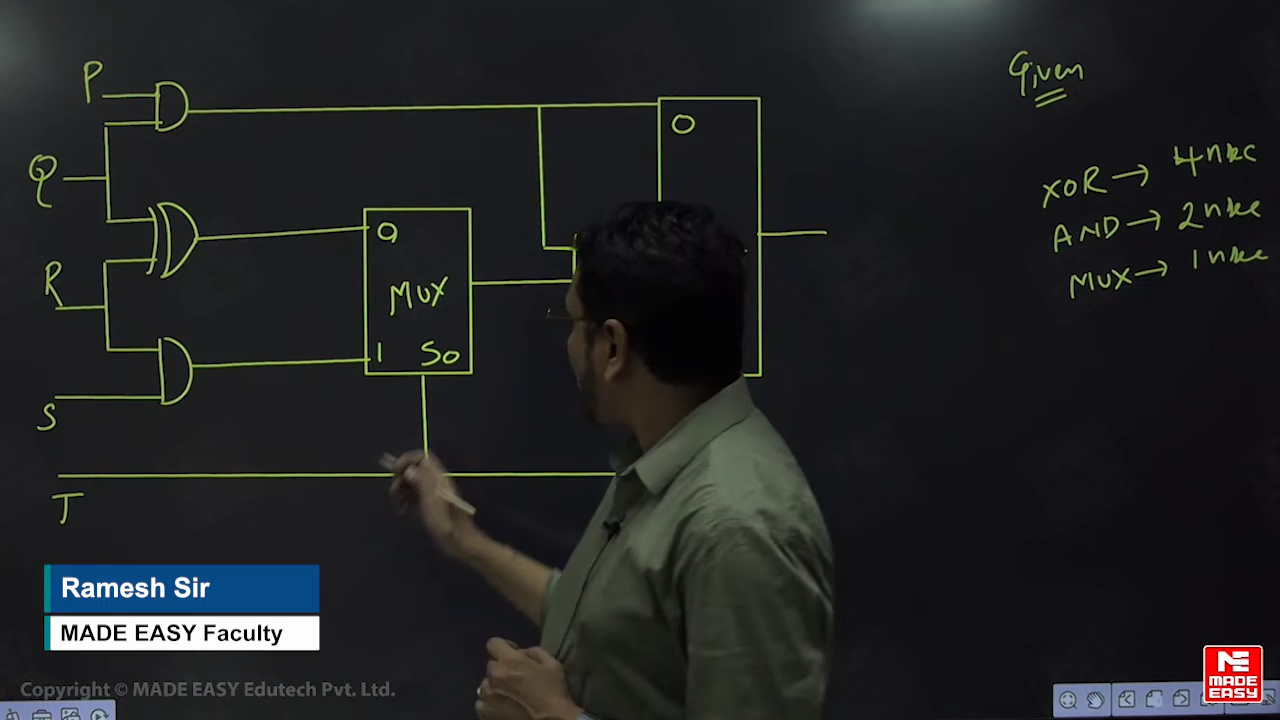 P
Q
R
S
T
0
MUX
1 S0
0
Given
XOR → 4nsec
AND → 2nsec
MUX → 1nsec
Ramesh Sir
MADE EASY Faculty
Copyright © MADE EASY Edutech Pvt. Ltd.
ME
MADE
EASY